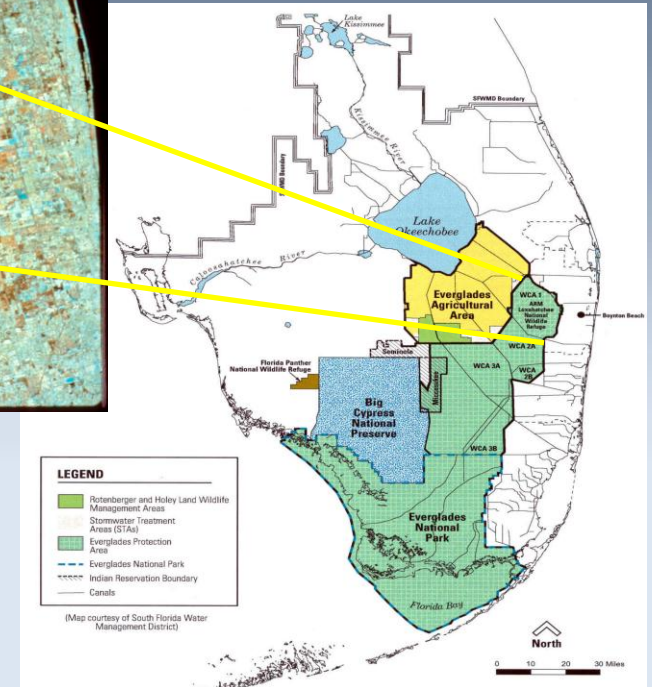 Lake
Kissimmee
SFWMD Boundary
Kissimmee River
SFWMD Boundary
Lake
Okeechobee
Caloosahatchee River
Everglades
Agricultural
Area
WCA 1
ARM
Loxahatchee
National
Wildlife
Refuge
Boynton Beach
WCA 2A
Seminole
Florida Panther
National Wildlife Refuge
Miccosukee
WCA 3A
WCA
2B
Big
Cypress
National
Preserve
WCA 3B
LEGEND
Rotenberger and Holey Land Wildlife
Management Areas
Stormwater Treatment
Areas (STAs)
Everglades Protection
Area
Everglades National Park
Indian Reservation Boundary
Canals
Everglades
National
Park
Florida Bay
(Map courtesy of South Florida Water
Management District)
North
0 10 20 30 Miles